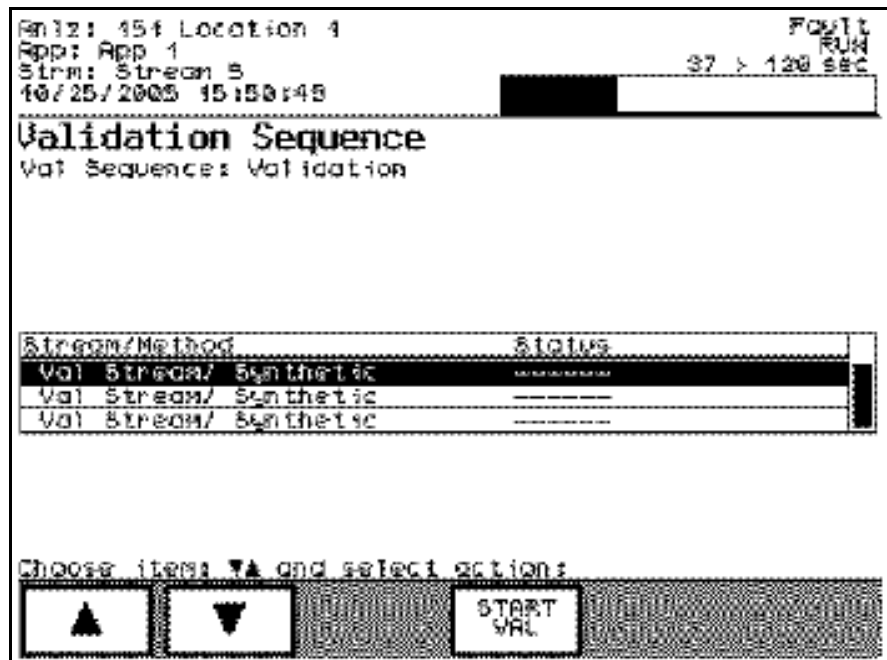 Anlz: 151 Location 1
App: App 1
Strm: Stream 5
10/25/2005 15:50:45
Fault
RUN
37 > 120 sec
Validation Sequence
Val Sequence: Validation
Stream/Method Status
Val Stream/ Synthetic ------
Val Stream/ Synthetic ------
Val Stream/ Synthetic ------
Choose item: ▼▲ and select action:
▲ ▼ START
VAL